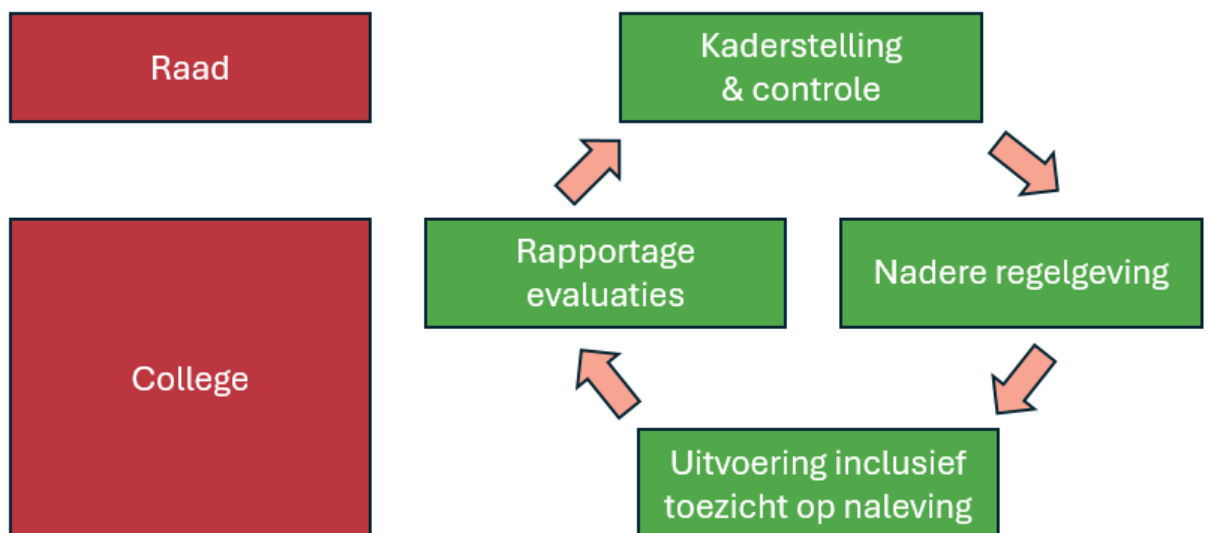 Raad
Kaderstelling
& controle
College
Rapportage
evaluaties
Nadere regelgeving
Uitvoering inclusief
toezicht op naleving